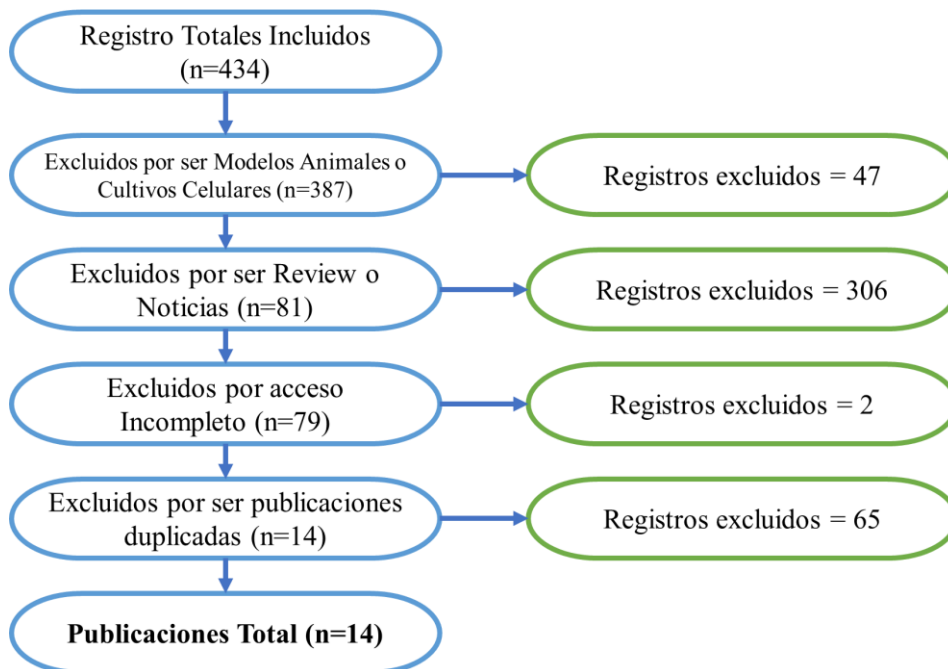 Registro Totales Incluidos
(n=434)
Excluidos por ser Modelos Animales o
Cultivos Celulares (n=387)
Registros excluidos = 47
Excluidos por ser Review o
Noticias (n=81)
Registros excluidos = 306
Excluidos por acceso
Incompleto (n=79)
Registros excluidos = 2
Excluidos por ser publicaciones
duplicadas (n=14)
Registros excluidos = 65
Publicaciones Total (n=14)